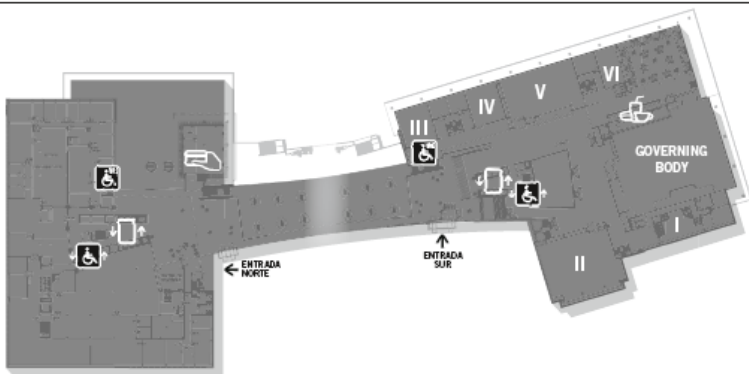 VI
V
IV
III
GOVERNING
BODY
I
II
ENTRADA
NORTE
ENTRADA
SUR